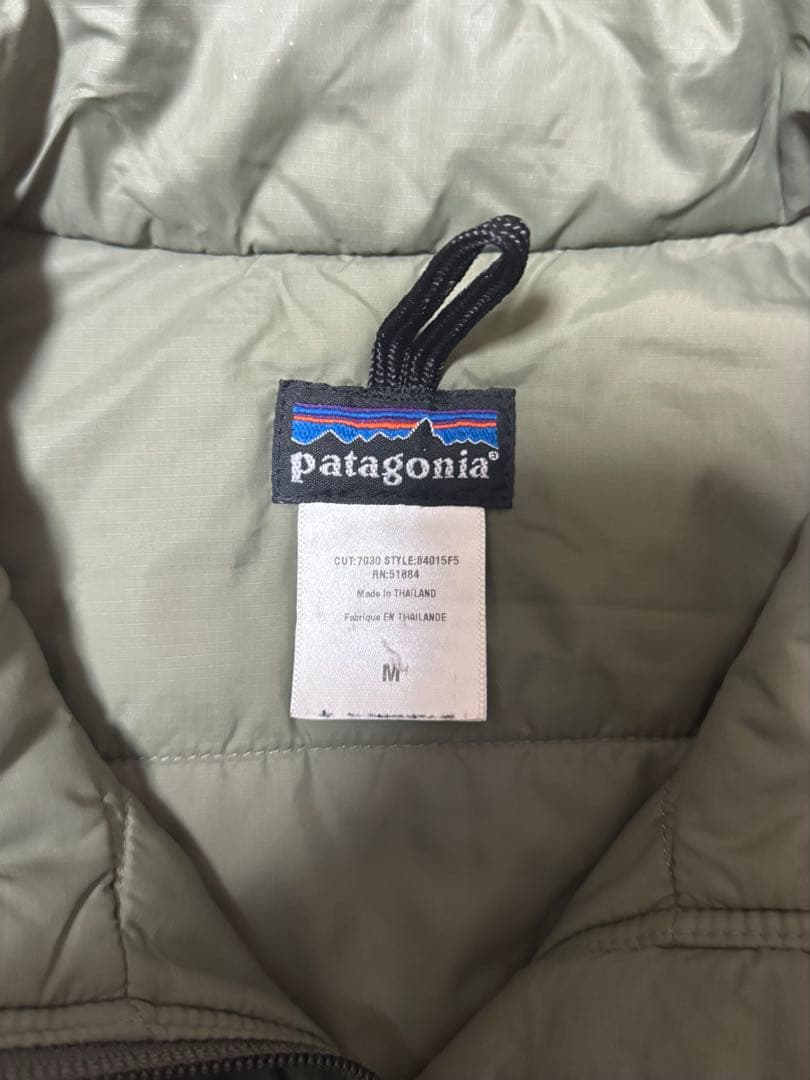 patagonia®
CUT:7030 STYLE:84015F5
RN:51884
Made in THAILAND
Fabrique EN THAILANDE
M